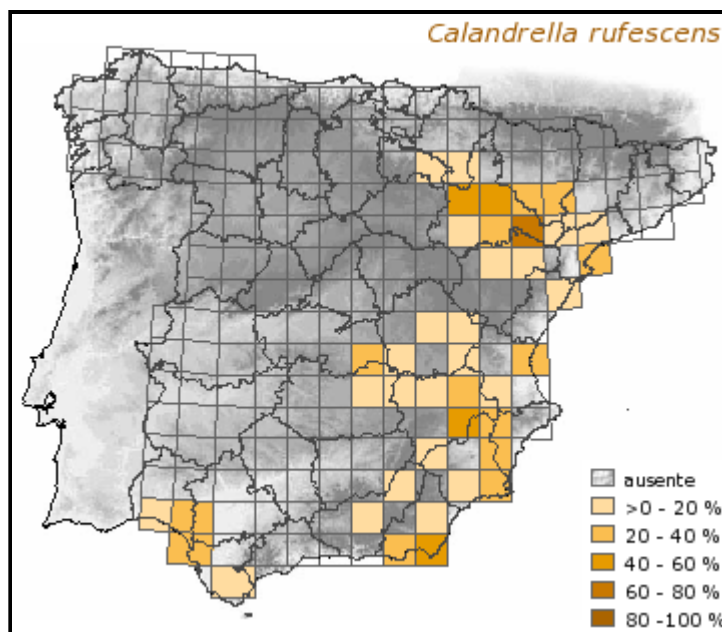 Calandrella rufescens
ausente
>0 - 20 %
20 - 40 %
40 - 60 %
60 - 80 %
80 -100 %